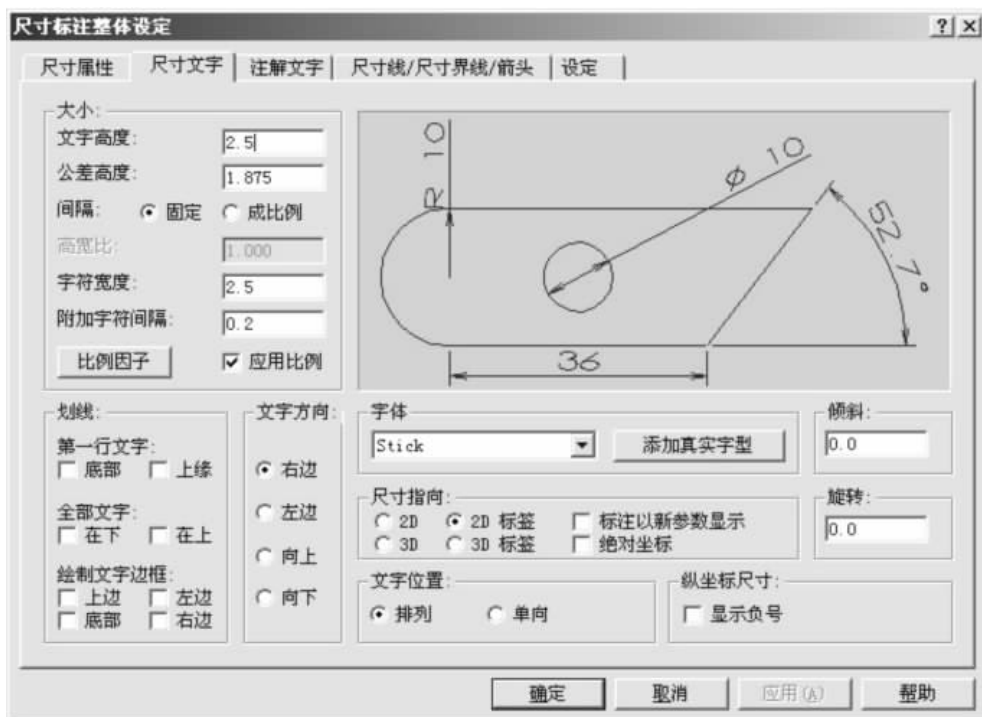 尺寸标注整体设定
尺寸属性 尺寸文字 注解文字 尺寸线/尺寸界线/箭头 设定
大小:
文字高度: 2.5
公差高度: 1.875
间隔: 固定 成比例
高宽比: 1.000
字符宽度: 2.5
附加字符间隔: 0.2
比例因子 应用比例
R 10
φ 10
52.7°
36
划线:
第一行文字:
底部 上缘
全部文字:
在下 在上
绘制文字边框:
上边 左边
底部 右边
文字方向:
右边
左边
向上
向下
字体
Stick 添加真实字型
倾斜:
0.0
尺寸指向:
2D 2D 标签 标注以新参数显示
3D 3D 标签 绝对坐标
旋转:
0.0
文字位置:
排列 单向
纵坐标尺寸:
显示负号
确定 取消 应用(A) 帮助